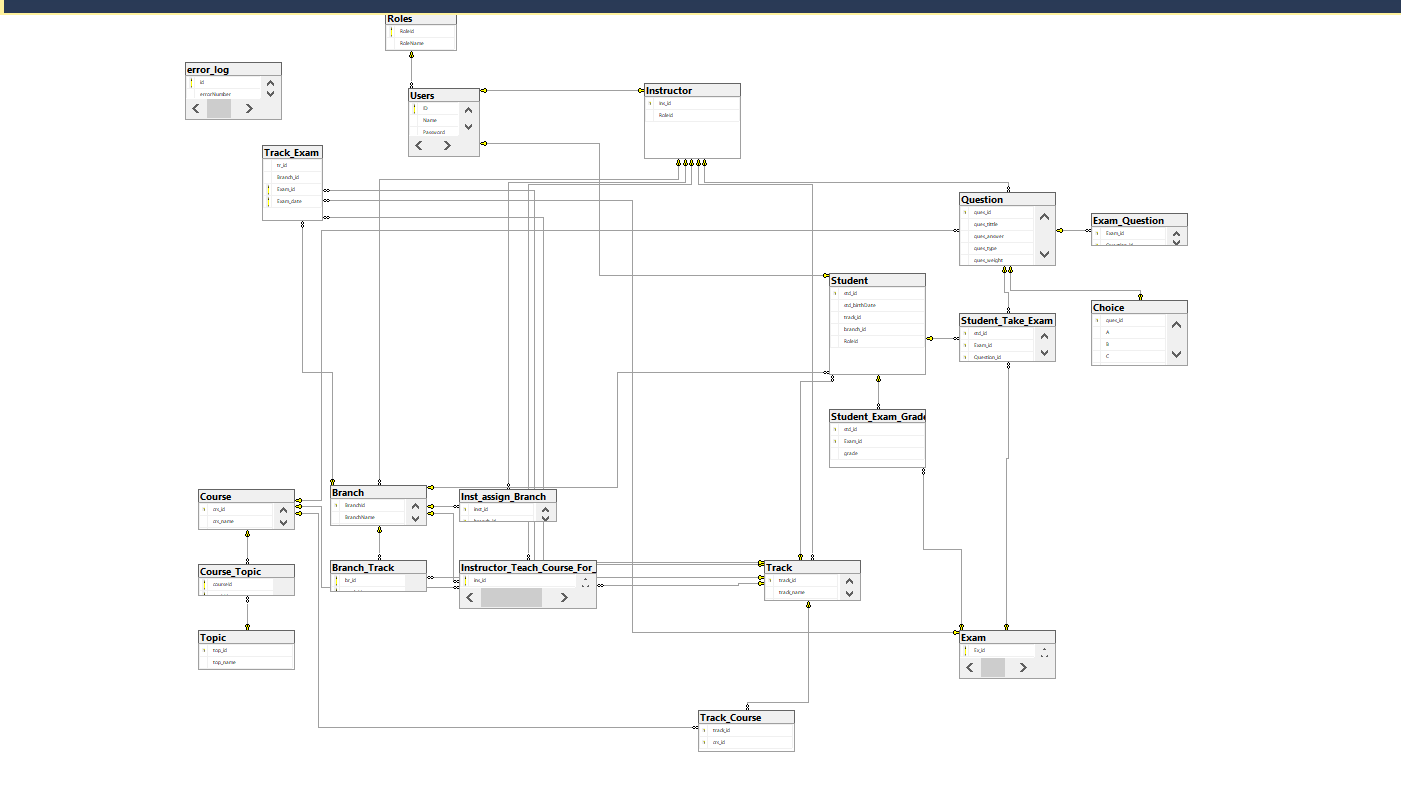 Roles
RoleId
RoleName
error_log
id
errorNumber
Users
ID
Name
Password
Instructor
ins_id
RoleId
Track_Exam
tr_id
Branch_id
Exam_id
Exam_date
Question
ques_id
ques_tittle
ques_answer
ques_type
ques_weight
Exam_Question
Exam_id
Student
std_id
std_birthDate
track_id
branch_id
RoleId
Student_Take_Exam
std_id
Exam_id
Question_id
Choice
ques_id
A
B
C
Student_Exam_Grade
std_id
Exam_id
grade
Course
crs_id
crs_name
Branch
BranchId
BranchName
Inst_assign_Branch
inst_id
Course_Topic
courseid
Branch_Track
br_id
Instructor_Teach_Course_For_
ins_id
Track
track_id
track_name
Topic
top_id
top_name
Exam
Ex_id
Track_Course
track_id
crs_id